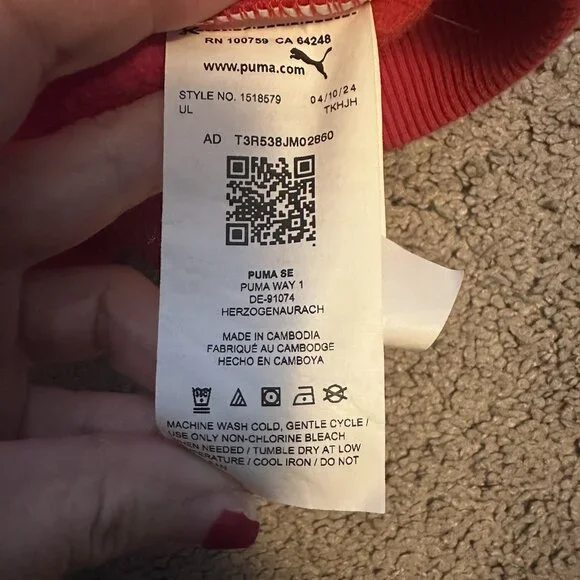 RN 100759 CA 64248
www.puma.com
STYLE NO. 1518579 04/10/24
UL TKHJH
AD T3R538JM02860
PUMA SE
PUMA WAY 1
DE-91074
HERZOGENAURACH
MADE IN CAMBODIA
FABRIQUÉ AU CAMBODGE
HECHO EN CAMBOYA
MACHINE WASH COLD, GENTLE CYCLE /
USE ONLY NON-CHLORINE BLEACH
NEEDED / TUMBLE DRY AT LOW
/ COOL IRON / DO NOT